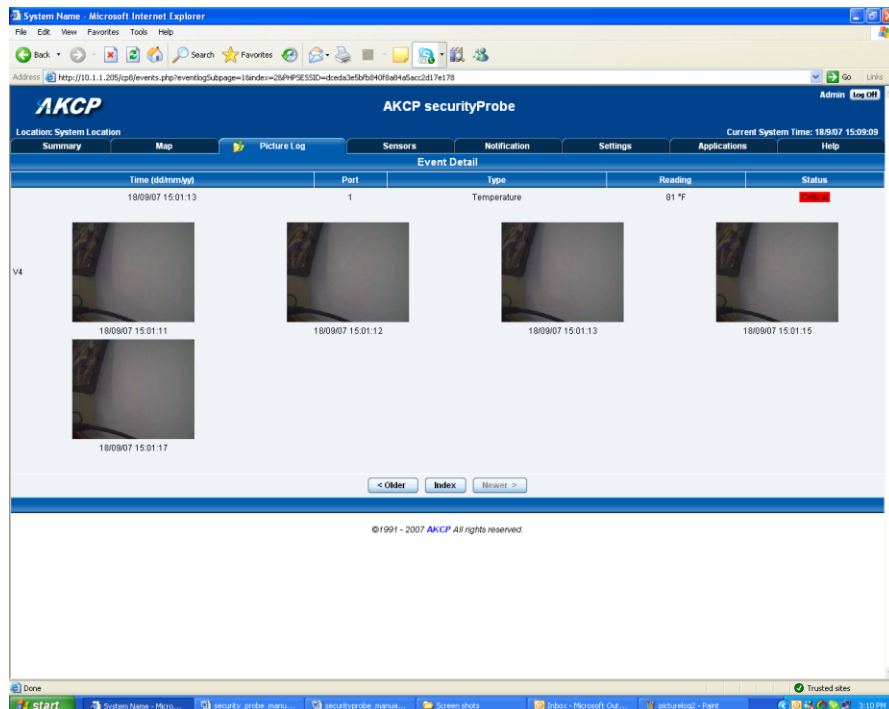 System Name - Microsoft Internet Explorer
File Edit View Favorites Tools Help
Back Search Favorites
Address http://10.1.1.205/cp8/events.php?eventlogSubpage=1&index=2&PHPSESSID=dceda3e5bfb840f8a84a5acc2d17e178 Go Links
AKCP AKCP securityProbe Admin Log Off
Location: System Location Current System Time: 18/9/07 15:09:09
Summary Map Picture Log Sensors Notification Settings Applications Help
Event Detail
Time (dd/mm/yy) Port Type Reading Status
18/09/07 15:01:13 1 Temperature 81 °F Critical
V4
18/09/07 15:01:11 18/09/07 15:01:12 18/09/07 15:01:13 18/09/07 15:01:15
18/09/07 15:01:17
< Older Index Newer >
©1991 - 2007 AKCP All rights reserved.
Done Trusted sites
start System Name - Micro... security probe manu... securityprobe manua... Screen shots Inbox - Microsoft Out... picturelog2 - Paint 3:10 PM